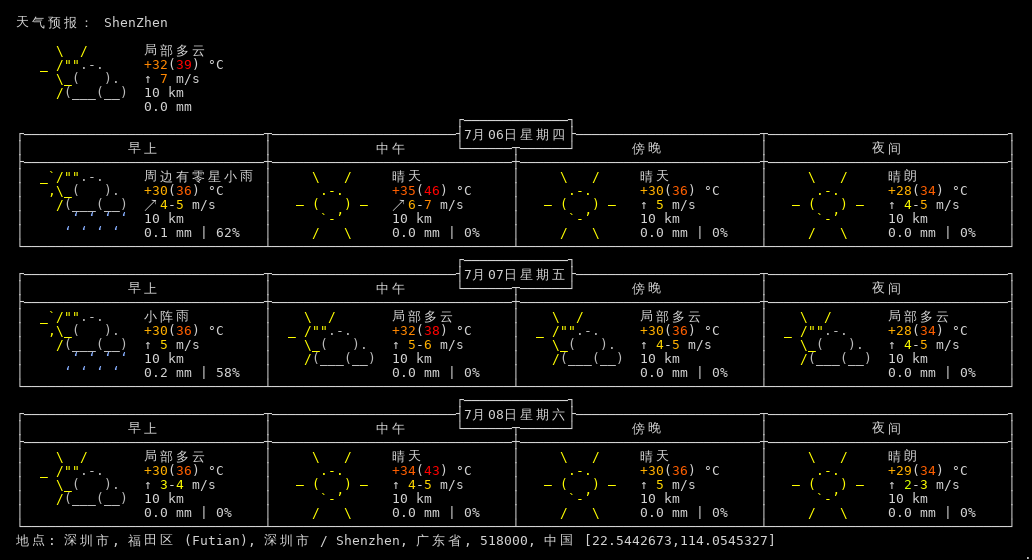 天气预报： ShenZhen
局部多云
+32(39) °C
↑ 7 m/s
10 km
0.0 mm
7月06日星期四
早上 中午 傍晚 夜间
周边有零星小雨 晴天 晴天 晴朗
+30(36) °C +35(46) °C +30(36) °C +28(34) °C
↗ 4-5 m/s ↗ 6-7 m/s ↑ 5 m/s ↑ 4-5 m/s
10 km 10 km 10 km 10 km
0.1 mm | 62% 0.0 mm | 0% 0.0 mm | 0% 0.0 mm | 0%
7月07日星期五
早上 中午 傍晚 夜间
小阵雨 局部多云 局部多云 局部多云
+30(36) °C +32(38) °C +30(36) °C +28(34) °C
↑ 5 m/s ↑ 5-6 m/s ↑ 4-5 m/s ↑ 4-5 m/s
10 km 10 km 10 km 10 km
0.2 mm | 58% 0.0 mm | 0% 0.0 mm | 0% 0.0 mm | 0%
7月08日星期六
早上 中午 傍晚 夜间
局部多云 晴天 晴天 晴朗
+30(36) °C +34(43) °C +30(36) °C +29(34) °C
↑ 3-4 m/s ↑ 4-5 m/s ↑ 5 m/s ↑ 2-3 m/s
10 km 10 km 10 km 10 km
0.0 mm | 0% 0.0 mm | 0% 0.0 mm | 0% 0.0 mm | 0%
地点: 深圳市, 福田区 (Futian), 深圳市 / Shenzhen, 广东省, 518000, 中国 [22.5442673,114.0545327]